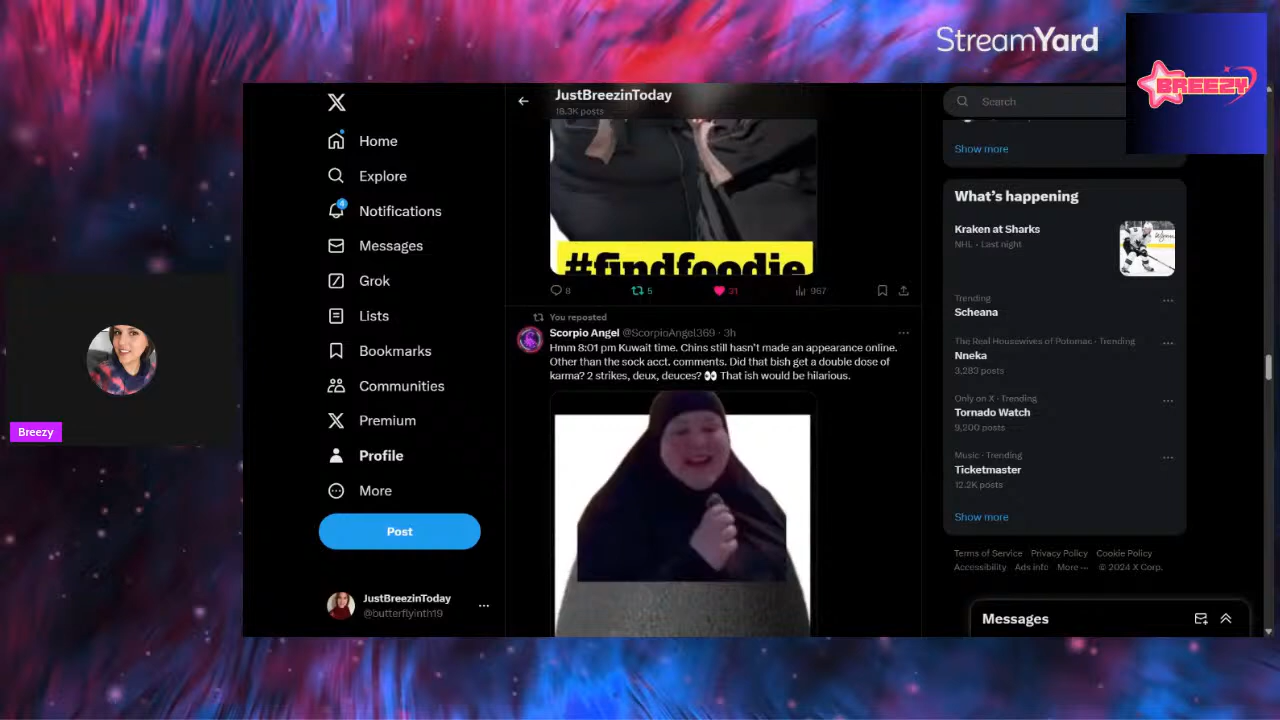 StreamYard
BREEZY
JustBreezinToday
18.3K posts
Search
Home
Explore
4
Notifications
Messages
Grok
Lists
Bookmarks
Communities
Premium
Profile
More
Post
JustBreezinToday
@butterflyinth19
#findfoodie
8
5
31
967
You reposted
Scorpio Angel @ScorpioAngel369 · 3h
Hmm 8:01 pm Kuwait time. Chins still hasn't made an appearance online.
Other than the sock acct. comments. Did that bish get a double dose of
karma? 2 strikes, deux, deuces? 👀 That ish would be hilarious.
Show more
What's happening
Kraken at Sharks
NHL · Last night
Trending
Scheana
The Real Housewives of Potomac · Trending
Nneka
3,283 posts
Only on X · Trending
Tornado Watch
9,200 posts
Music · Trending
Ticketmaster
12.2K posts
Show more
Terms of Service Privacy Policy Cookie Policy
Accessibility Ads info More ··· © 2024 X Corp.
Messages
Breezy